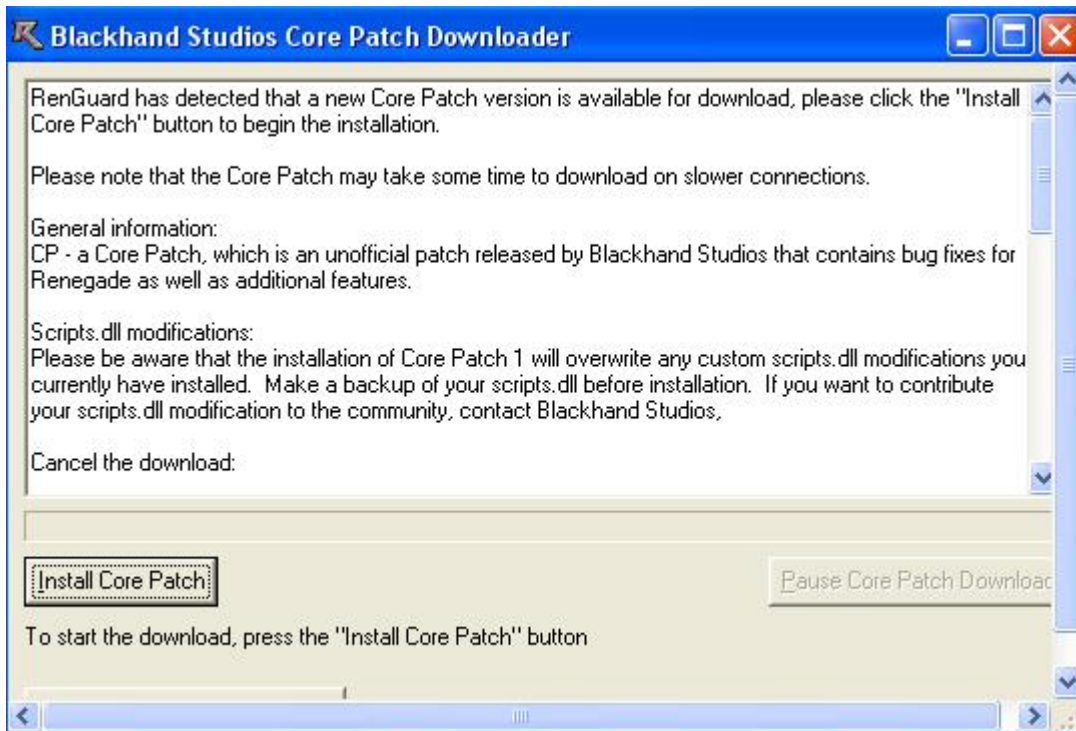 Blackhand Studios Core Patch Downloader
RenGuard has detected that a new Core Patch version is available for download, please click the "Install
Core Patch" button to begin the installation.
Please note that the Core Patch may take some time to download on slower connections.
General information:
CP - a Core Patch, which is an unofficial patch released by Blackhand Studios that contains bug fixes for
Renegade as well as additional features.
Scripts.dll modifications:
Please be aware that the installation of Core Patch 1 will overwrite any custom scripts.dll modifications you
currently have installed.  Make a backup of your scripts.dll before installation.  If you want to contribute
your scripts.dll modification to the community, contact Blackhand Studios,
Cancel the download:
Install Core Patch
Pause Core Patch Downloac
To start the download, press the "Install Core Patch" button